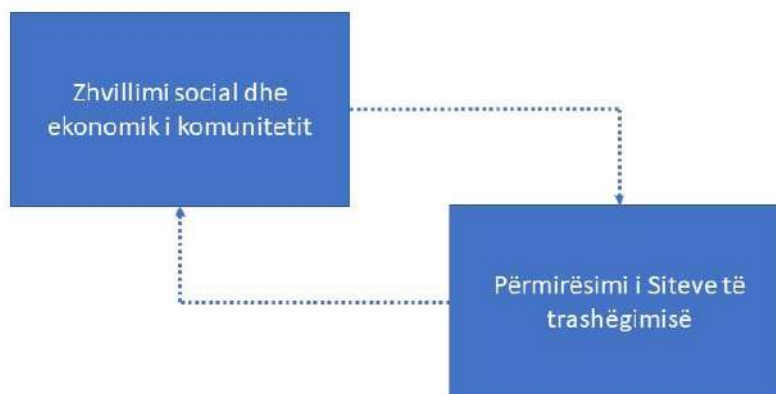 Zhvillimi social dhe
ekonomik i komunitetit
Përmirësimi i Siteve të
trashëgimisë